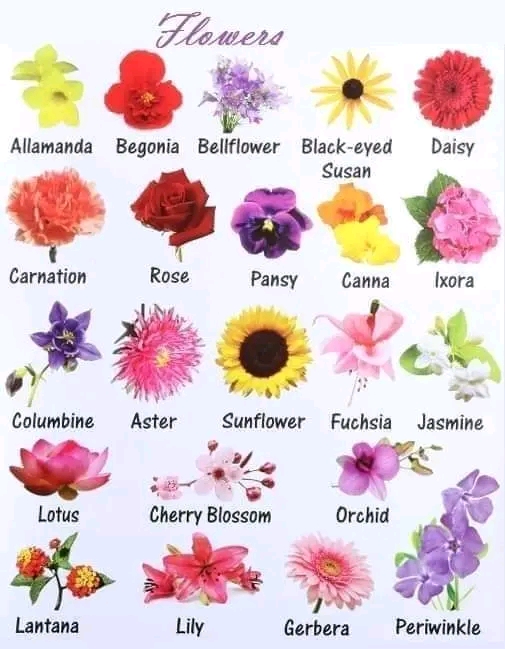 Flowers
Allamanda
Begonia
Bellflower
Black-eyed
Susan
Daisy
Carnation
Rose
Pansy
Canna
Ixora
Columbine
Aster
Sunflower
Fuchsia
Jasmine
Lotus
Cherry Blossom
Orchid
Lantana
Lily
Gerbera
Periwinkle